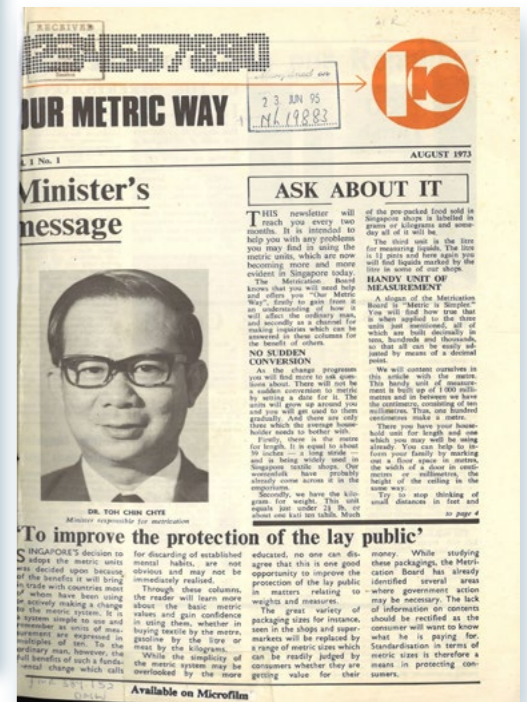 RECEIVED
1234567890
OUR METRIC WAY
23 JUN 95
NL 19883
1 No. 1
AUGUST 1973
Minister's
message
DR. TOH CHIN CHYE
Minister responsible for metrication
ASK ABOUT IT
THIS newsletter will
reach you every two
months. It is intended to
help you with any problems
you may find in using the
metric units, which are now
becoming more and more
evident in Singapore today.
The Metrication Board
knows that you will need help
and offers you "Our Metric
Way", firstly to gain from it
an understanding of how it
will affect the ordinary man,
and secondly as a channel for
making inquiries which can be
answered in these columns for
the benefit of others.
NO SUDDEN
CONVERSION
As the change progresses
you will find more to ask ques-
tions about. There will not be
a sudden conversion to metric
by setting a date for it. The
units will grow up around you
and you will get used to them
gradually. And there are only
three which the average house-
holder needs to bother with.
Firstly, there is the metre
for length. It is equal to about
39 inches — a long stride —
and is being widely used in
Singapore textile shops. Our
womenfolk have probably
already come across it in the
emporiums.
Secondly, we have the kilo-
gram for weight. This unit
equals just under 2¼ lb. or
about one kati ten tahils. Much
of the pre-packed food sold in
Singapore shops is labelled in
grams or kilograms and some-
day all of it will be.
The third unit is the litre
for measuring liquids. The litre
is 1¾ pints and here again you
will find liquids marked by the
litre in some of our shops.
HANDY UNIT OF
MEASUREMENT
A slogan of the Metrication
Board is "Metric is Simpler."
You will find how true that
is when applied to the three
units just mentioned, all of
which are built decimally in
tens, hundreds and thousands,
so that all can be easily ad-
justed by means of a decimal
point.
We will content ourselves in
this article with the metre.
This handy unit of measure-
ment is built up of 1 000 milli-
metres and in between we have
the centimetre, consisting of ten
millimetres. Thus, one hundred
centimetres make a metre.
There you have your house-
hold unit for length and one
which you may well be using
already. You can help to in-
form your family by marking
out a floor space in metres,
the width of a door in centi-
metres or millimetres, the
height of the ceiling in the
same way.
Try to stop thinking of
small distances in feet and
to page 4
'To improve the protection of the lay public'
SINGAPORE'S decision to
adopt the metric units
was decided upon because
of the benefits it will bring
in trade with countries most
of whom have been using
or actively making a change
to the metric system. It is
a system simple to use and
remember as units of mea-
surement are expressed in
multiples of ten. To the
ordinary man, however, the
full benefits of such a funda-
mental change which calls
for discarding of established
mental habits, are not
obvious and may not be
immediately realised.
Through these columns,
the reader will learn more
about the basic metric
values and gain confidence
in using them, whether in
buying textile by the metre,
gasoline by the litre or
meat by the kilograms.
While the simplicity of
the metric system may be
overlooked by the more
educated, no one can dis-
agree that this is one good
opportunity to improve the
protection of the lay public
in matters relating to
weights and measures.
The great variety of
packaging sizes for instance,
seen in the shops and super-
markets will be replaced by
a range of metric sizes which
can be readily judged by
consumers whether they are
getting value for their
money. While studying
these packagings, the Metri-
cation Board has already
identified several areas
where government action
may be necessary. The lack
of information on contents
should be rectified as the
consumer will want to know
what he is paying for.
Standardisation in terms of
metric sizes is therefore a
means in protecting con-
sumers.
Available on Microfilm